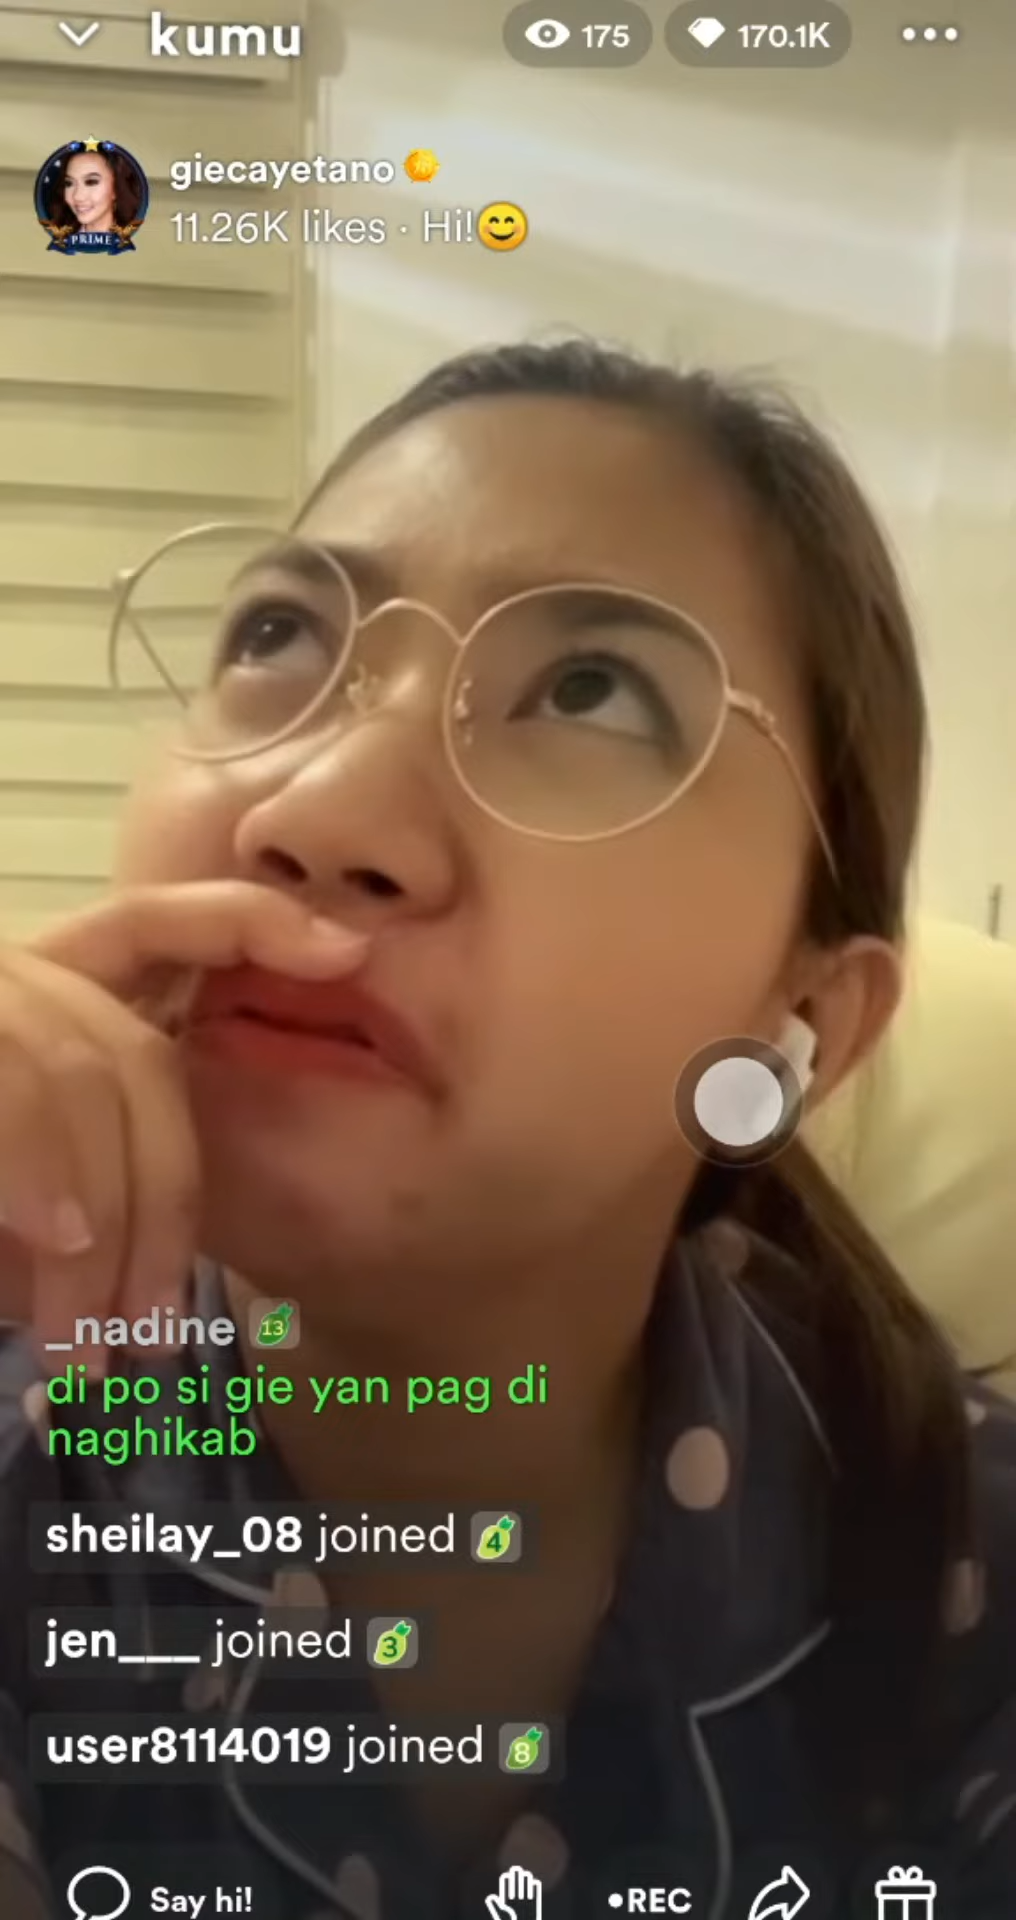 kumu 175 170.1K
giecayetano
11.26K likes · Hi!😊
PRIME
_nadine 13
di po si gie yan pag di
naghikab
sheilay_08 joined 4
jen___ joined 3
user8114019 joined 8
Say hi! •REC